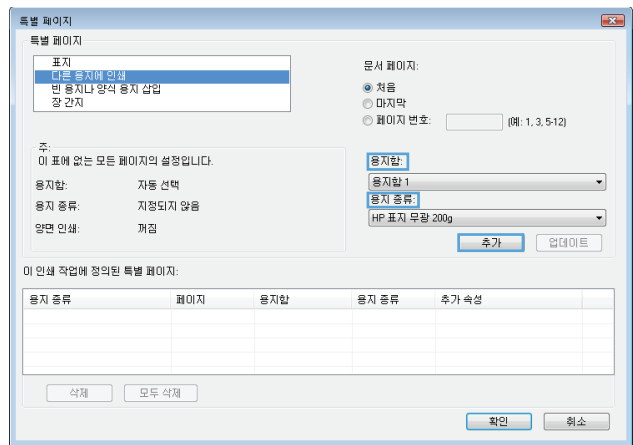 특별 페이지
특별 페이지
표지
다른 용지에 인쇄
빈 용지나 양식 용지 삽입
장 간지
문서 페이지:
처음
마지막
페이지 번호: (예: 1, 3, 5-12)
주:
이 표에 없는 모든 페이지의 설정입니다.
용지함: 자동 선택
용지 종류: 지정되지 않음
양면 인쇄: 꺼짐
용지함:
용지함 1
용지 종류:
HP 표지 무광 200g
추가 업데이트
이 인쇄 작업에 정의된 특별 페이지:
용지 종류 페이지 용지함 용지 종류 추가 속성
삭제 모두 삭제
확인 취소